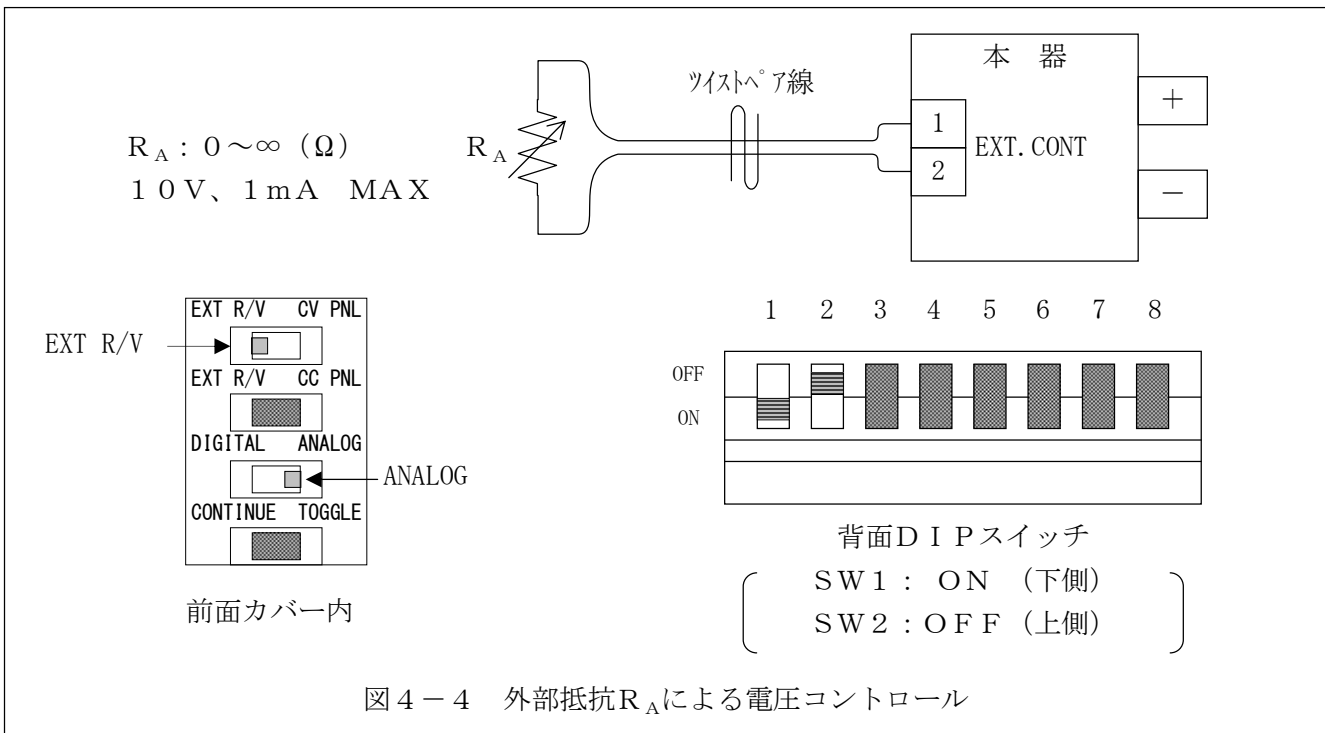 本 器
ツイストペア線
＋
1
EXT.CONT
2
－
RA
RA：0～∞（Ω）
10V、1mA MAX
EXT R/V CV PNL
EXT R/V
EXT R/V CC PNL
DIGITAL ANALOG
ANALOG
CONTINUE TOGGLE
前面カバー内
1 2 3 4 5 6 7 8
OFF
ON
背面DIPスイッチ
SW1：ON（下側）
SW2：OFF（上側）
図4－4 外部抵抗RAによる電圧コントロール